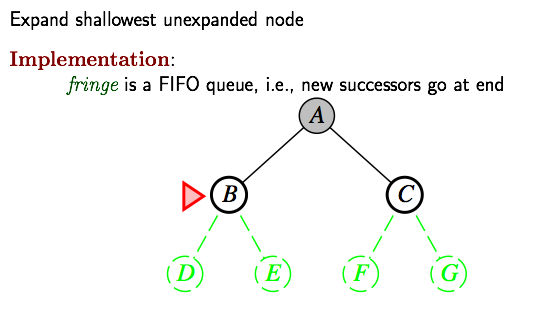 Expand shallowest unexpanded node
Implementation:
fringe is a FIFO queue, i.e., new successors go at end
A
B C
D E F G